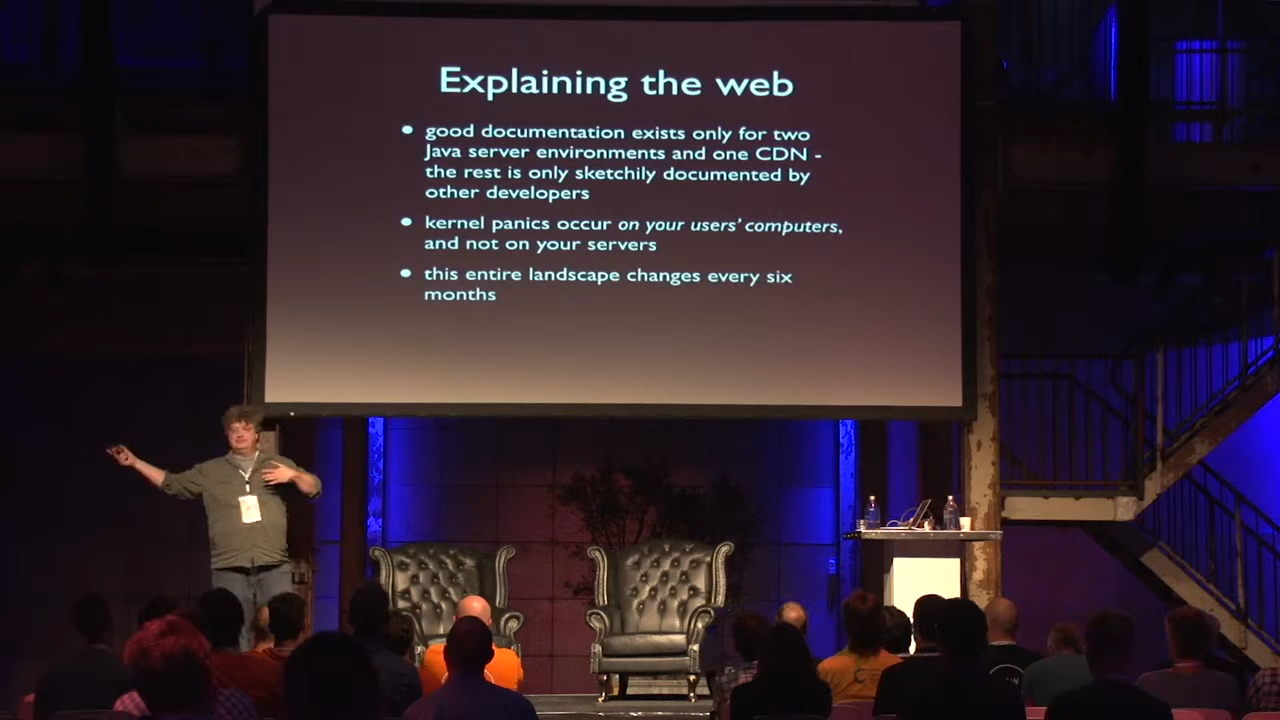 Explaining the web
• good documentation exists only for two
Java server environments and one CDN -
the rest is only sketchily documented by
other developers
• kernel panics occur on your users' computers,
and not on your servers
• this entire landscape changes every six
months